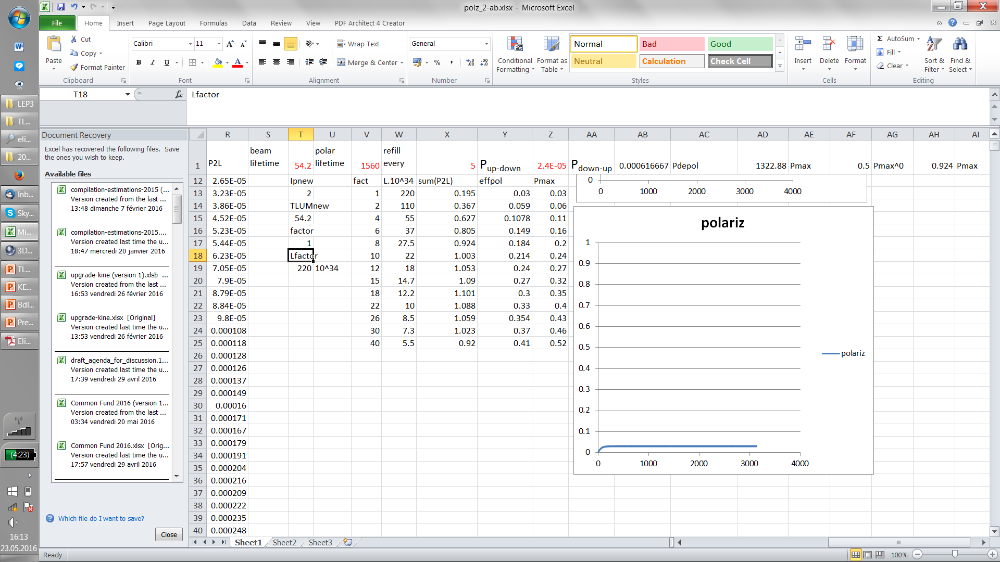 polz_2-ab.xlsx - Microsoft Excel
File Home Insert Page Layout Formulas Data Review View PDF Architect 4 Creator
Paste
Cut
Copy
Format Painter
Clipboard
Calibri 11
B I U
Font
Wrap Text
Merge & Center
Alignment
General
Number
Conditional Formatting
Format as Table
Normal Bad Good
Neutral Calculation Check Cell
Styles
Insert Delete Format
Cells
AutoSum
Fill
Clear
Sort & Filter
Find & Select
Editing
T18 fx Lfactor
LEP3
TL...
eli...
20...
Inb...
Sky...
Mi...
3D...
TL...
KE...
BdI...
Pre...
Eli...
(4:23)
16:13
23.05.2016
Document Recovery
Excel has recovered the following files. Save
the ones you wish to keep.
Available files
compilation-estimations-2015 (...
Version created from the last ...
13:48 dimanche 7 février 2016
compilation-estimations-2015....
Version created last time the u...
18:47 mercredi 20 janvier 2016
upgrade-kine (version 1).xlsb ...
Version created from the last ...
16:53 vendredi 26 février 2016
upgrade-kine.xlsx [Original]
Version created last time the u...
13:53 vendredi 26 février 2016
draft_agenda_for_discussion.1...
Version created last time the u...
17:39 vendredi 29 avril 2016
Common Fund 2016 (version 1...
Version created from the last ...
03:34 vendredi 20 mai 2016
Common Fund 2016.xlsx [Orig...
Version created last time the u...
17:57 vendredi 29 avril 2016
Which file do I want to save?
Close
R S T U V W X Y Z AA AB AC AD AE AF AG AH AI
1 P2L beam lifetime 54.2 polar lifetime 1560 refill every 5 Pup-down 2.4E-05 Pdown-up 0.000616667 Pdepol 1322.88 Pmax 0.5 Pmax^0 0.924 Pmax
12 2.65E-05 Ipnew fact L.10^34 sum(P2L) effpol Pmax
13 3.23E-05 2 1 220 0.195 0.03 0.03
14 3.86E-05 TLUMnew 2 110 0.367 0.059 0.06
15 4.52E-05 54.2 4 55 0.627 0.1078 0.11
16 5.23E-05 factor 6 37 0.805 0.149 0.16
17 5.44E-05 1 8 27.5 0.924 0.184 0.2
18 6.23E-05 Lfactor 10 22 1.003 0.214 0.24
19 7.05E-05 220 10^34 12 18 1.053 0.24 0.27
20 7.9E-05 15 14.7 1.09 0.27 0.32
21 8.79E-05 18 12.2 1.101 0.3 0.35
22 8.84E-05 22 10 1.088 0.33 0.4
23 9.8E-05 26 8.5 1.059 0.354 0.43
24 0.000108 30 7.3 1.023 0.37 0.46
25 0.000118 40 5.5 0.92 0.41 0.52
26 0.000128
27 0.000126
28 0.000137
29 0.000149
30 0.00016
31 0.000171
32 0.000167
33 0.000179
34 0.000191
35 0.000204
36 0.000216
37 0.000209
38 0.000222
39 0.000235
40 0.000248
0
0 1000 2000 3000 4000
polariz
1
0.9
0.8
0.7
0.6
0.5
0.4
0.3
0.2
0.1
0
0 1000 2000 3000 4000
polariz
Sheet1 Sheet2 Sheet3
Ready
100%